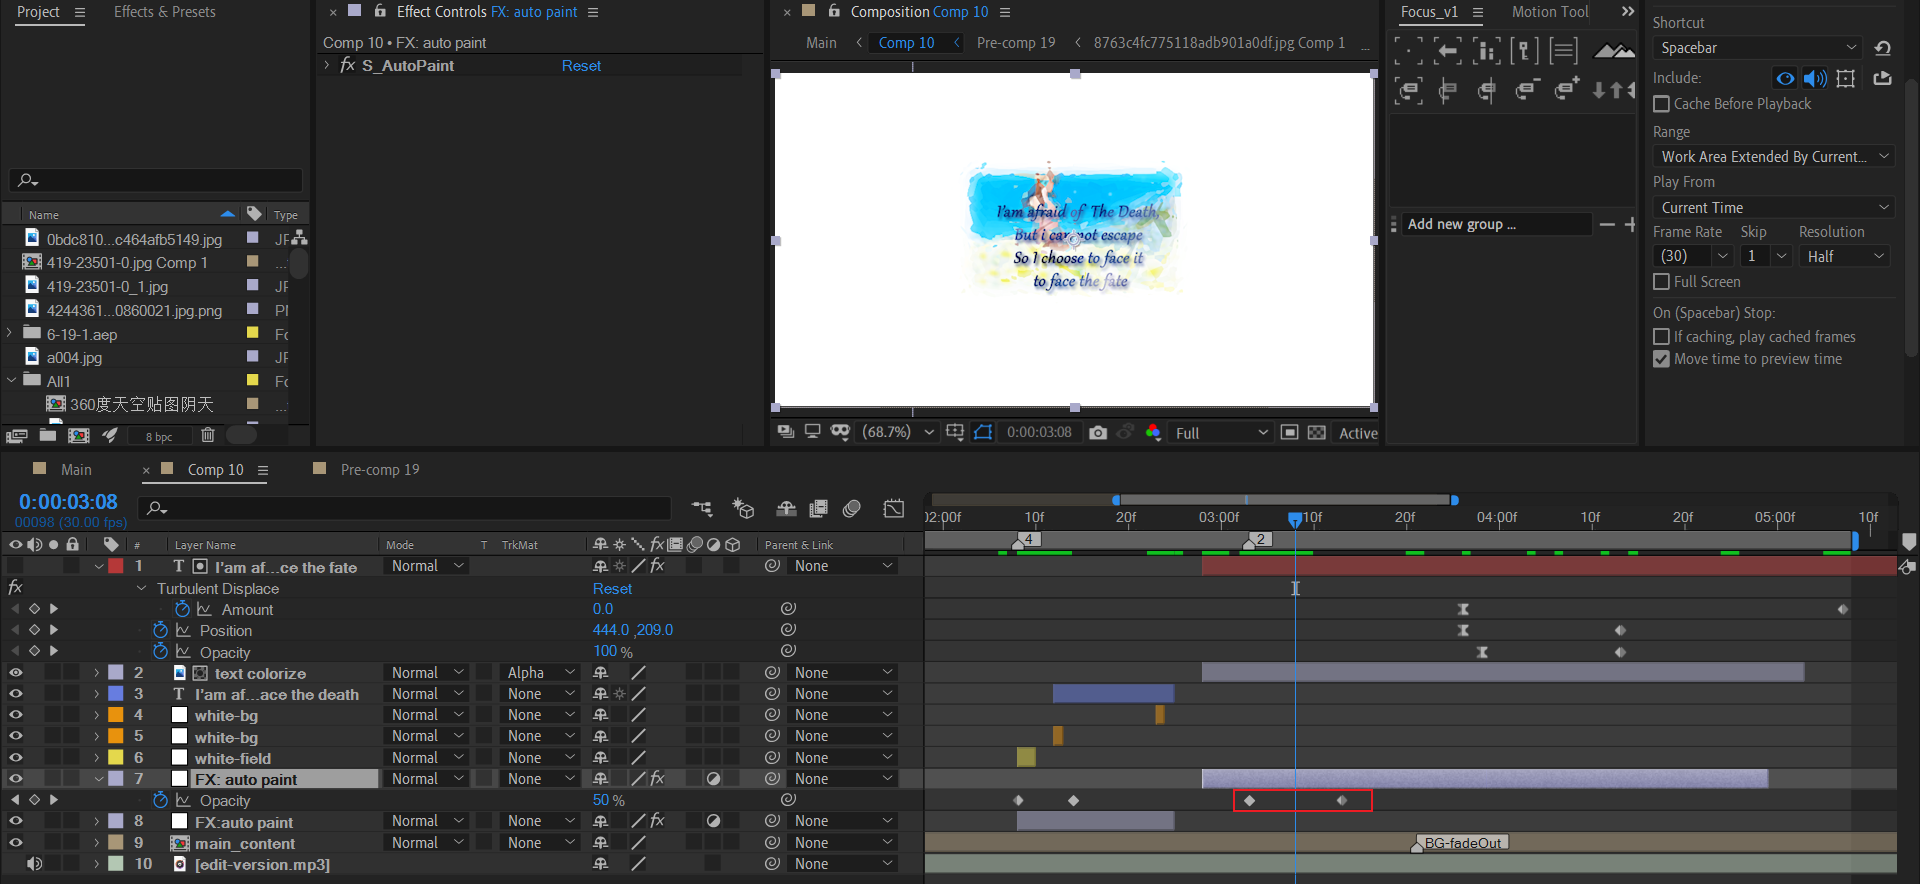 Project
Effects & Presets
Effect Controls FX: auto paint
Composition Comp 10
Focus_v1
Motion Tool
Comp 10 • FX: auto paint
Main
Comp 10
Pre-comp 19
8763c4fc775118adb901a0df.jpg Comp 1
...
fx S_AutoPaint
Reset
Shortcut
Spacebar
Include:
Cache Before Playback
Range
Work Area Extended By Current...
Play From
Current Time
Frame Rate
Skip
Resolution
(30)
1
Half
Full Screen
On (Spacebar) Stop:
If caching, play cached frames
Move time to preview time
Add new group ...
I'am afraid of The Death,
But i can not escape
So I choose to face it
to face the fate
Name
Type
0bdc810...c464afb5149.jpg
JF
419-23501-0.jpg Comp 1
...
419-23501-0_1.jpg
JF
4244361...0860021.jpg.png
PI
6-19-1.aep
Fo
a004.jpg
JF
All1
Fo
360度天空贴图阴天
...
8 bpc
(68.7%)
0:00:03:08
Full
Active
Main
Comp 10
Pre-comp 19
0:00:03:08
00098 (30.00 fps)
02:00f
10f
20f
03:00f
10f
20f
04:00f
10f
20f
05:00f
10f
4
2
#
Layer Name
Mode
T
TrkMat
fx
Parent & Link
1
T
I'am af...ce the fate
Normal
fx
None
fx
Turbulent Displace
Reset
Amount
0.0
Position
444.0 ,209.0
Opacity
100 %
2
text colorize
Normal
Alpha
None
3
T
I'am af...ace the death
Normal
None
None
4
white-bg
Normal
None
None
5
white-bg
Normal
None
None
6
white-field
Normal
None
None
7
FX: auto paint
Normal
None
fx
None
Opacity
50 %
8
FX:auto paint
Normal
None
fx
None
9
main_content
Normal
None
None
BG-fadeOut
10
[edit-version.mp3]
None